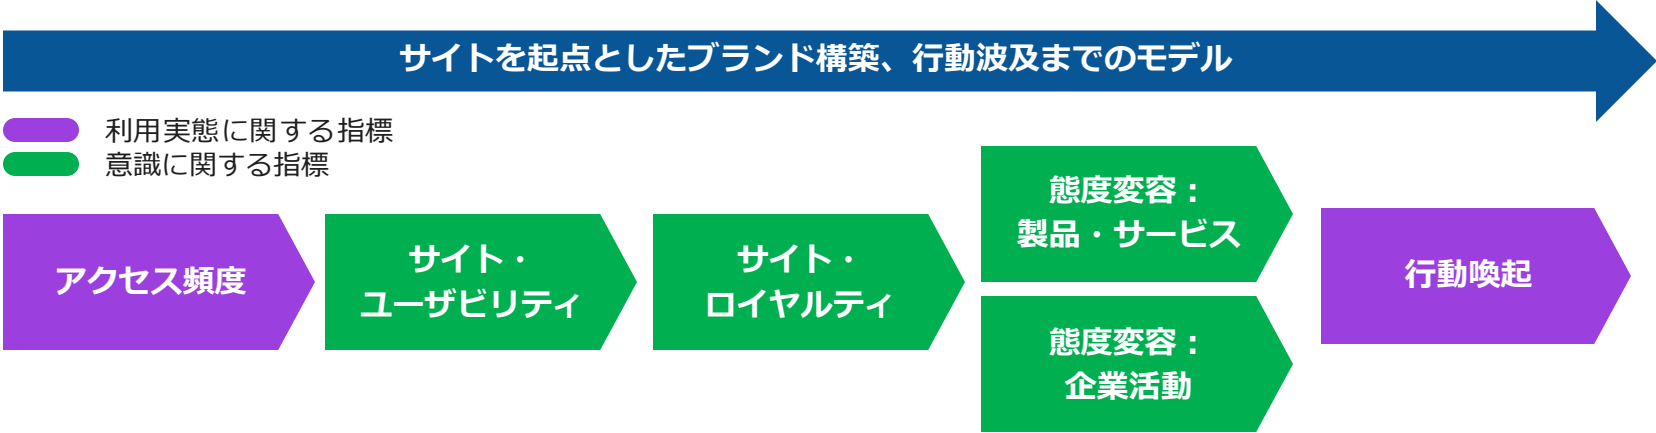 サイトを起点としたブランド構築、行動波及までのモデル
利用実態に関する指標
意識に関する指標
アクセス頻度
サイト・
ユーザビリティ
サイト・
ロイヤルティ
態度変容：
製品・サービス
態度変容：
企業活動
行動喚起